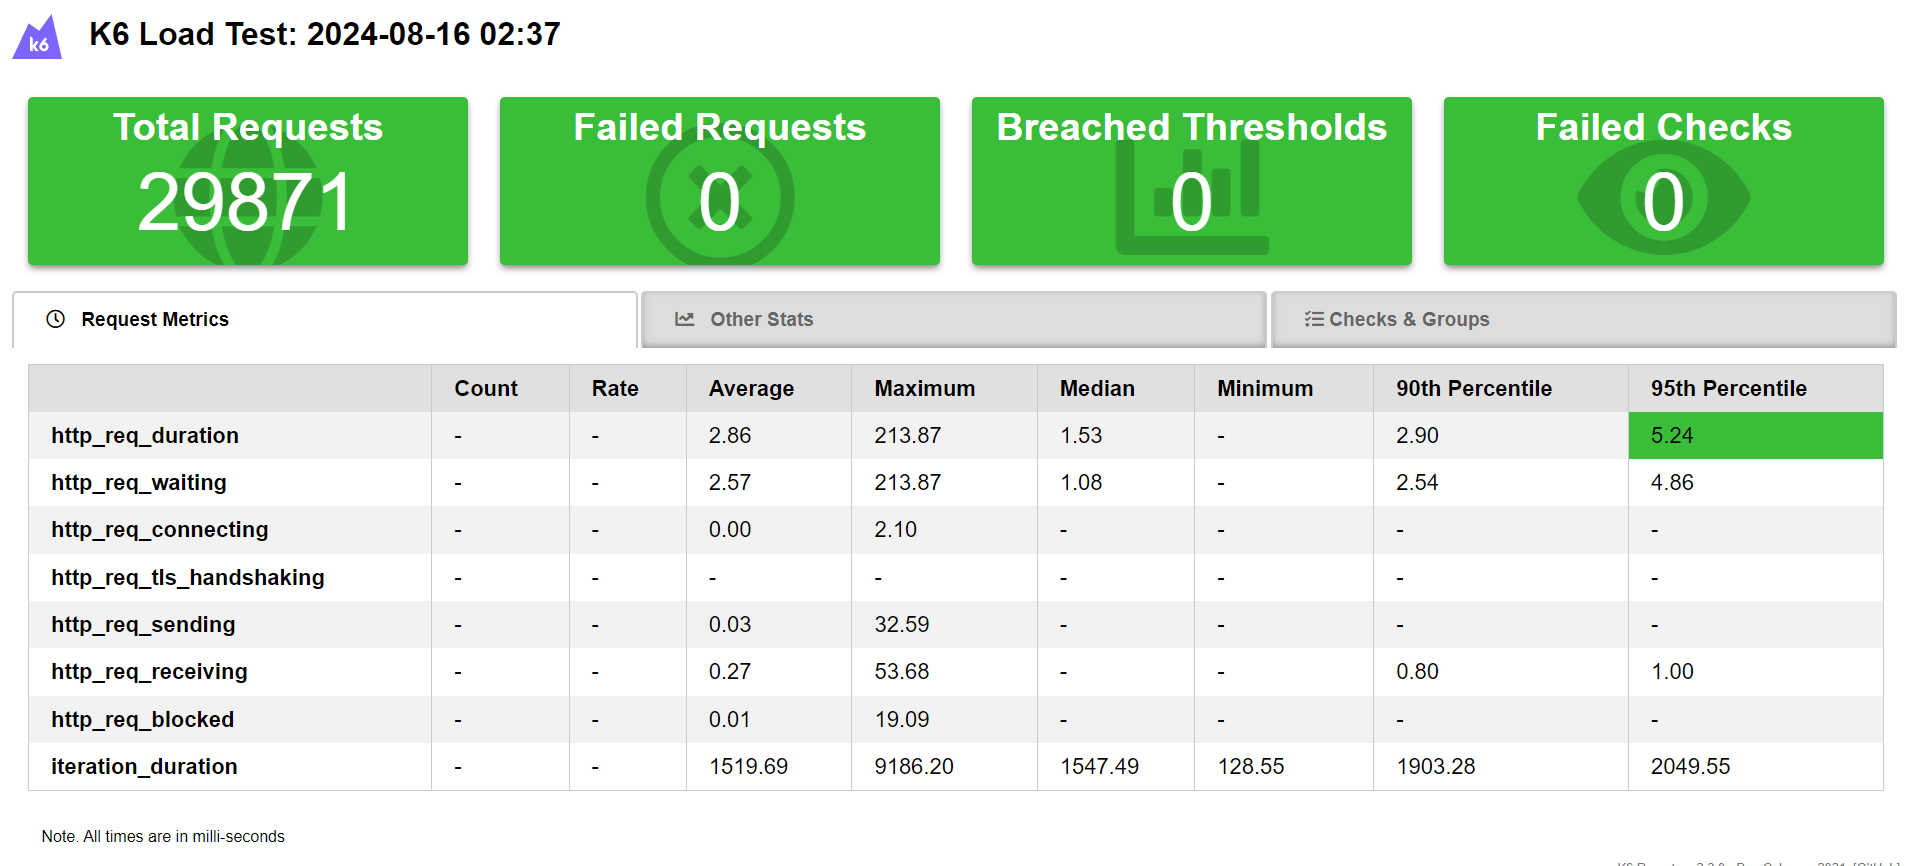 k6
K6 Load Test: 2024-08-16 02:37
Total Requests
29871
Failed Requests
0
Breached Thresholds
0
Failed Checks
0
Request Metrics
Other Stats
Checks & Groups
Count Rate Average Maximum Median Minimum 90th Percentile 95th Percentile
http_req_duration - - 2.86 213.87 1.53 - 2.90 5.24
http_req_waiting - - 2.57 213.87 1.08 - 2.54 4.86
http_req_connecting - - 0.00 2.10 - - - -
http_req_tls_handshaking - - - - - - - -
http_req_sending - - 0.03 32.59 - - - -
http_req_receiving - - 0.27 53.68 - - 0.80 1.00
http_req_blocked - - 0.01 19.09 - - - -
iteration_duration - - 1519.69 9186.20 1547.49 128.55 1903.28 2049.55
Note. All times are in milli-seconds